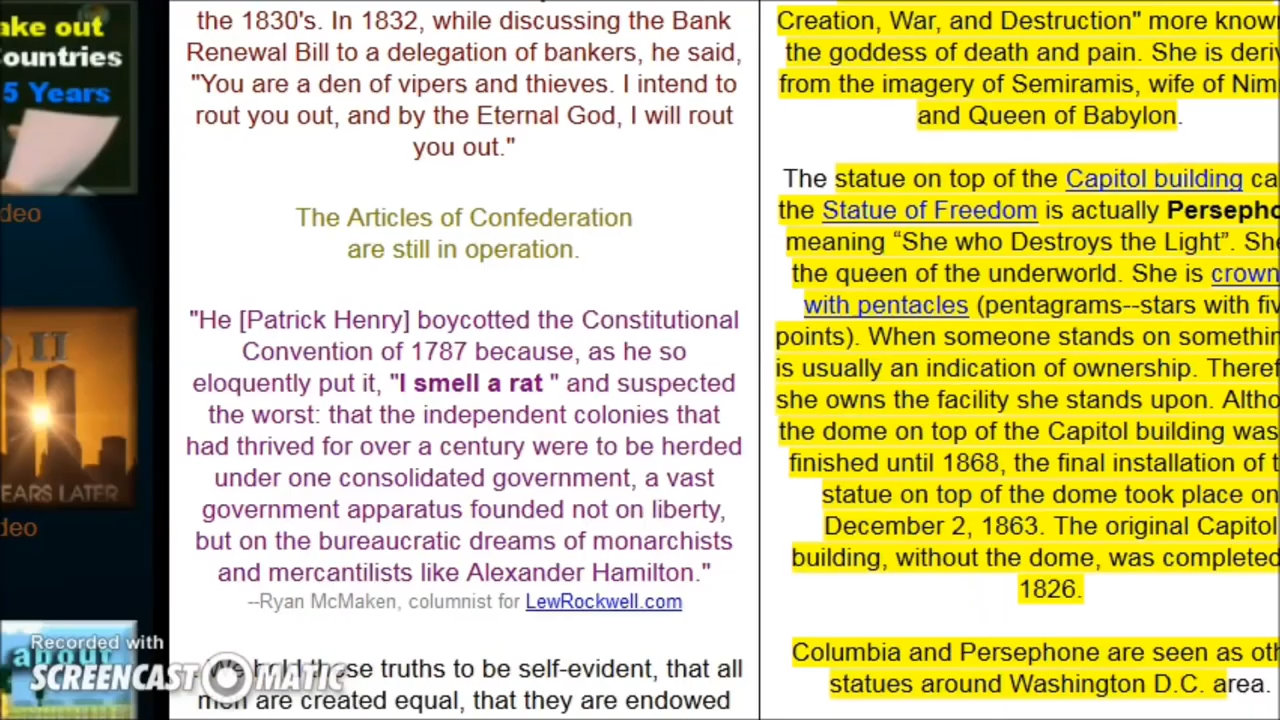 ake out
ountries
5 Years
deo
II
EARS LATER
deo
about
Recorded with
SCREENCAST MATIC
the 1830's. In 1832, while discussing the Bank
Renewal Bill to a delegation of bankers, he said,
"You are a den of vipers and thieves. I intend to
rout you out, and by the Eternal God, I will rout
you out."
The Articles of Confederation
are still in operation.
"He [Patrick Henry] boycotted the Constitutional
Convention of 1787 because, as he so
eloquently put it, "I smell a rat " and suspected
the worst: that the independent colonies that
had thrived for over a century were to be herded
under one consolidated government, a vast
government apparatus founded not on liberty,
but on the bureaucratic dreams of monarchists
and mercantilists like Alexander Hamilton."
--Ryan McMaken, columnist for LewRockwell.com
We hold these truths to be self-evident, that all
men are created equal, that they are endowed
Creation, War, and Destruction" more know
the goddess of death and pain. She is deri
from the imagery of Semiramis, wife of Nim
and Queen of Babylon.
The statue on top of the Capitol building ca
the Statue of Freedom is actually Persepho
meaning “She who Destroys the Light”. She
the queen of the underworld. She is crown
with pentacles (pentagrams--stars with fiv
points). When someone stands on somethin
is usually an indication of ownership. Theref
she owns the facility she stands upon. Altho
the dome on top of the Capitol building was
finished until 1868, the final installation of t
statue on top of the dome took place on
December 2, 1863. The original Capitol
building, without the dome, was completed
1826.
Columbia and Persephone are seen as oth
statues around Washington D.C. area.